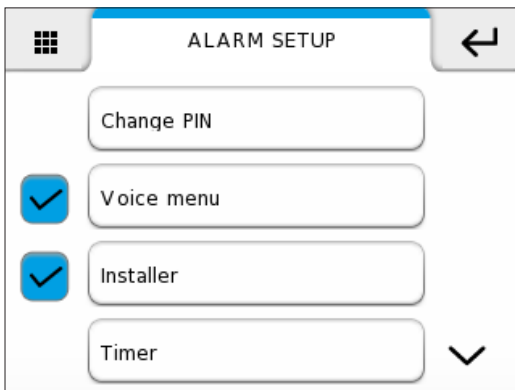 ALARM SETUP
Change PIN
Voice menu
Installer
Timer